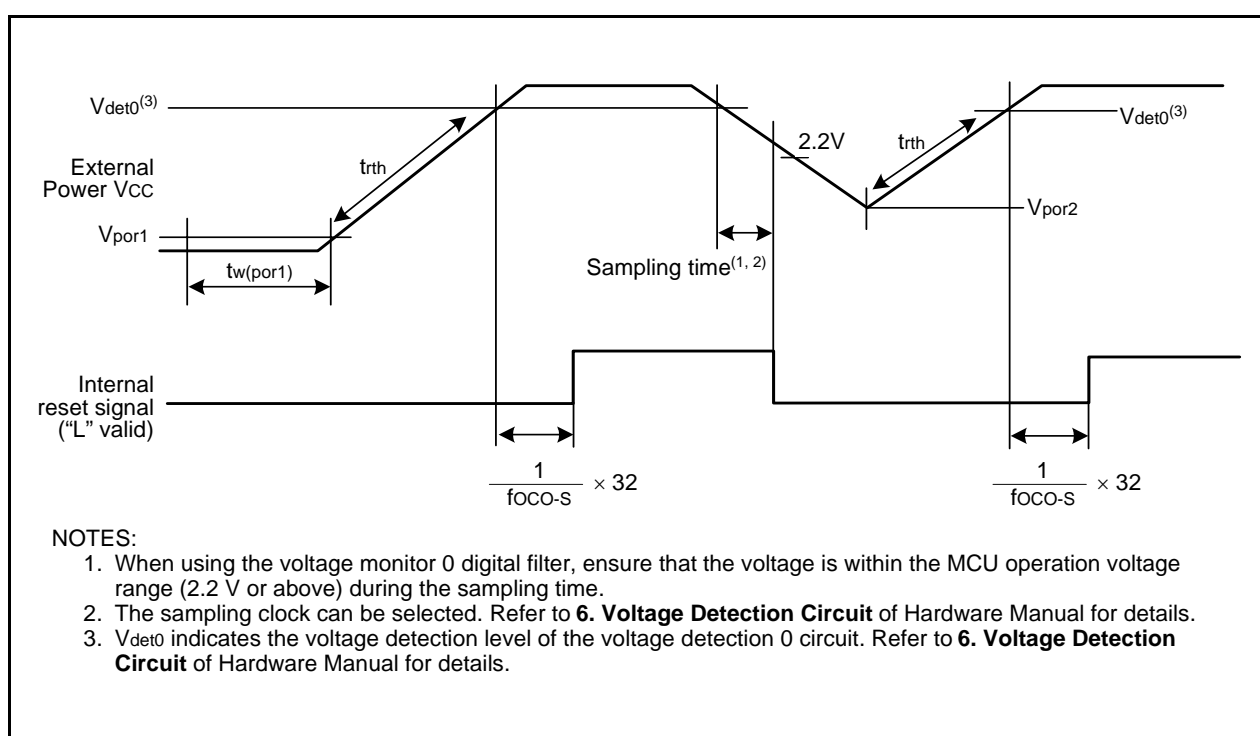 Vdet0(3)
2.2V
Vdet0(3)
trth
trth
External
Power VCC
Vpor2
Vpor1
Sampling time(1, 2)
tw(por1)
Internal
reset signal
(“L” valid)
1
fOCO-S
× 32
1
fOCO-S
× 32
NOTES:
1. When using the voltage monitor 0 digital filter, ensure that the voltage is within the MCU operation voltage
range (2.2 V or above) during the sampling time.
2. The sampling clock can be selected. Refer to 6. Voltage Detection Circuit of Hardware Manual for details.
3. Vdet0 indicates the voltage detection level of the voltage detection 0 circuit. Refer to 6. Voltage Detection
Circuit of Hardware Manual for details.